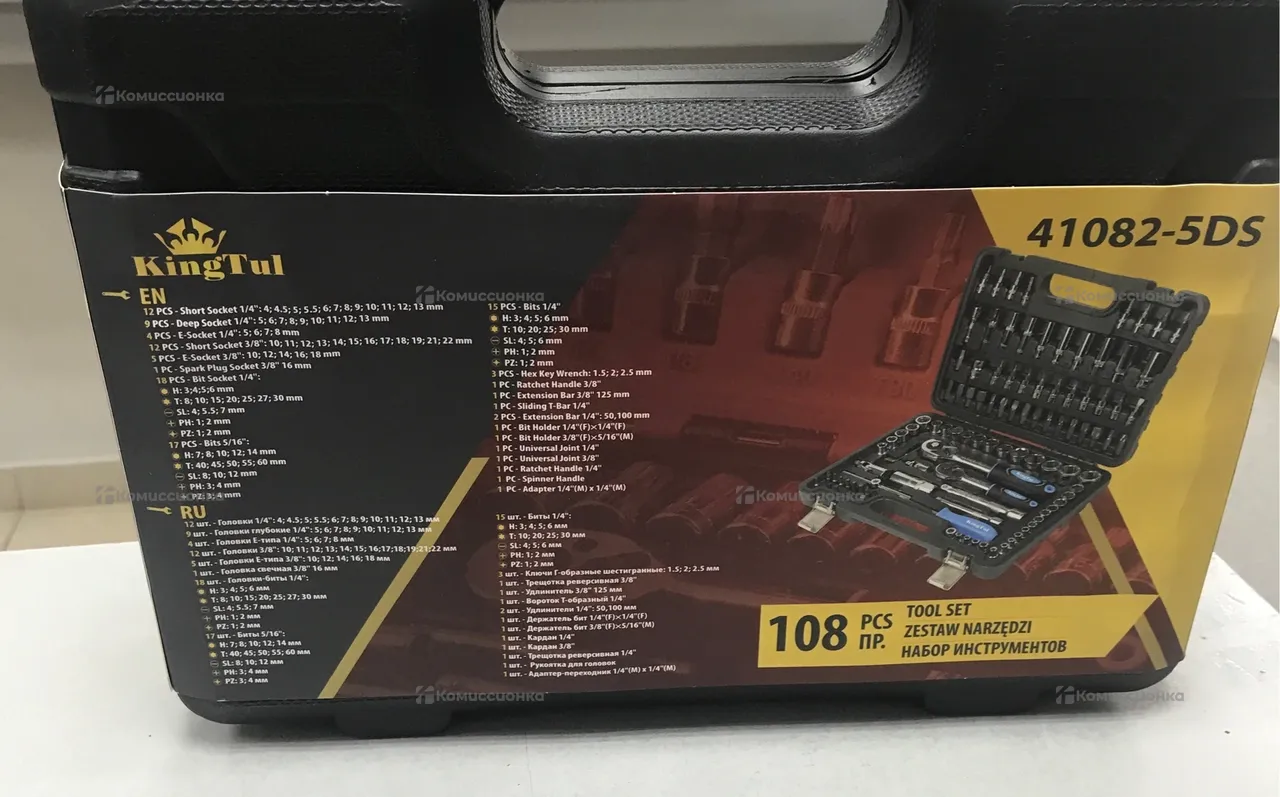 Комиссионка
41082-5DS
KingTul
Комиссионка
Комиссионка
EN
12 PCS - Short Socket 1/4": 4; 4.5; 5; 5.5; 6; 7; 8; 9; 10; 11; 12; 13 mm
9 PCS - Deep Socket 1/4": 5; 6; 7; 8; 9; 10; 11; 12; 13 mm
4 PCS - E-Socket 1/4": 5; 6; 7; 8 mm
12 PCS - Short Socket 3/8": 10; 11; 12; 13; 14; 15; 16; 17; 18; 19; 21; 22 mm
5 PCS - E-Socket 3/8": 10; 12; 14; 16; 18 mm
1 PC - Spark Plug Socket 3/8" 16 mm
18 PCS - Bit Socket 1/4":
H: 3;4;5;6 mm
T: 8; 10; 15; 20; 25; 27; 30 mm
SL: 4; 5.5; 7 mm
PH: 1; 2 mm
PZ: 1; 2 mm
17 PCS - Bits 5/16":
H: 7; 8; 10; 12; 14 mm
T: 40; 45; 50; 55; 60 mm
SL: 8; 10; 12 mm
PH: 3; 4 mm
PZ: 3; 4 mm
15 PCS - Bits 1/4"
H: 3; 4; 5; 6 mm
T: 10; 20; 25; 30 mm
SL: 4; 5; 6 mm
PH: 1; 2 mm
PZ: 1; 2 mm
3 PCS - Hex Key Wrench: 1.5; 2; 2.5 mm
1 PC - Ratchet Handle 3/8"
1 PC - Extension Bar 3/8" 125 mm
1 PC - Sliding T-Bar 1/4"
2 PCS - Extension Bar 1/4": 50,100 mm
1 PC - Bit Holder 1/4"(F)×1/4"(F)
1 PC - Bit Holder 3/8"(F)×5/16"(M)
1 PC - Universal Joint 1/4"
1 PC - Universal Joint 3/8"
1 PC - Ratchet Handle 1/4"
1 PC - Spinner Handle
1 PC - Adapter 1/4"(M) x 1/4"(M)
Комиссионка
Комиссионка
KingTul
RU
12 шт. - Головки 1/4": 4; 4.5; 5; 5.5; 6; 7; 8; 9; 10; 11; 12; 13 мм
9 шт. - Головки глубокие 1/4": 5; 6; 7; 8; 9; 10; 11; 12; 13 мм
4 шт. - Головки Е-типа 1/4": 5; 6; 7; 8 мм
12 шт. - Головки 3/8": 10; 11; 12; 13; 14; 15; 16;17;18;19;21;22 мм
5 шт. - Головки Е-типа 3/8": 10; 12; 14; 16; 18 мм
1 шт. - Головка свечная 3/8" 16 мм
18 шт. - Головки-биты 1/4":
H: 3; 4; 5; 6 мм
T: 8; 10; 15; 20; 25; 27; 30 мм
SL: 4; 5.5; 7 мм
PH: 1; 2 мм
PZ: 1; 2 мм
17 шт. - Биты 5/16":
H: 7; 8; 10; 12; 14 мм
T: 40; 45; 50; 55; 60 мм
SL: 8; 10; 12 мм
PH: 3; 4 мм
PZ: 3; 4 мм
15 шт. - Биты 1/4":
H: 3; 4; 5; 6 мм
T: 10; 20; 25; 30 мм
SL: 4; 5; 6 мм
PH: 1; 2 мм
PZ: 1; 2 мм
3 шт. - Ключи Г-образные шестигранные: 1.5; 2; 2.5 мм
1 шт. - Трещотка реверсивная 3/8"
1 шт. - Удлинитель 3/8" 125 мм
1 шт. - Вороток Т-образный 1/4"
2 шт. - Удлинители 1/4": 50,100 мм
1 шт. - Держатель бит 1/4"(F)×1/4"(F)
1 шт. - Держатель бит 3/8"(F)×5/16"(M)
1 шт. - Кардан 1/4"
1 шт. - Кардан 3/8"
1 шт. - Трещотка реверсивная 1/4"
1 шт. - Рукоятка для головок
1 шт. - Адаптер-переходник 1/4"(M) x 1/4"(M)
108 PCS ПР.
TOOL SET
ZESTAW NARZĘDZI
НАБОР ИНСТРУМЕНТОВ
Комиссионка
Комиссионка